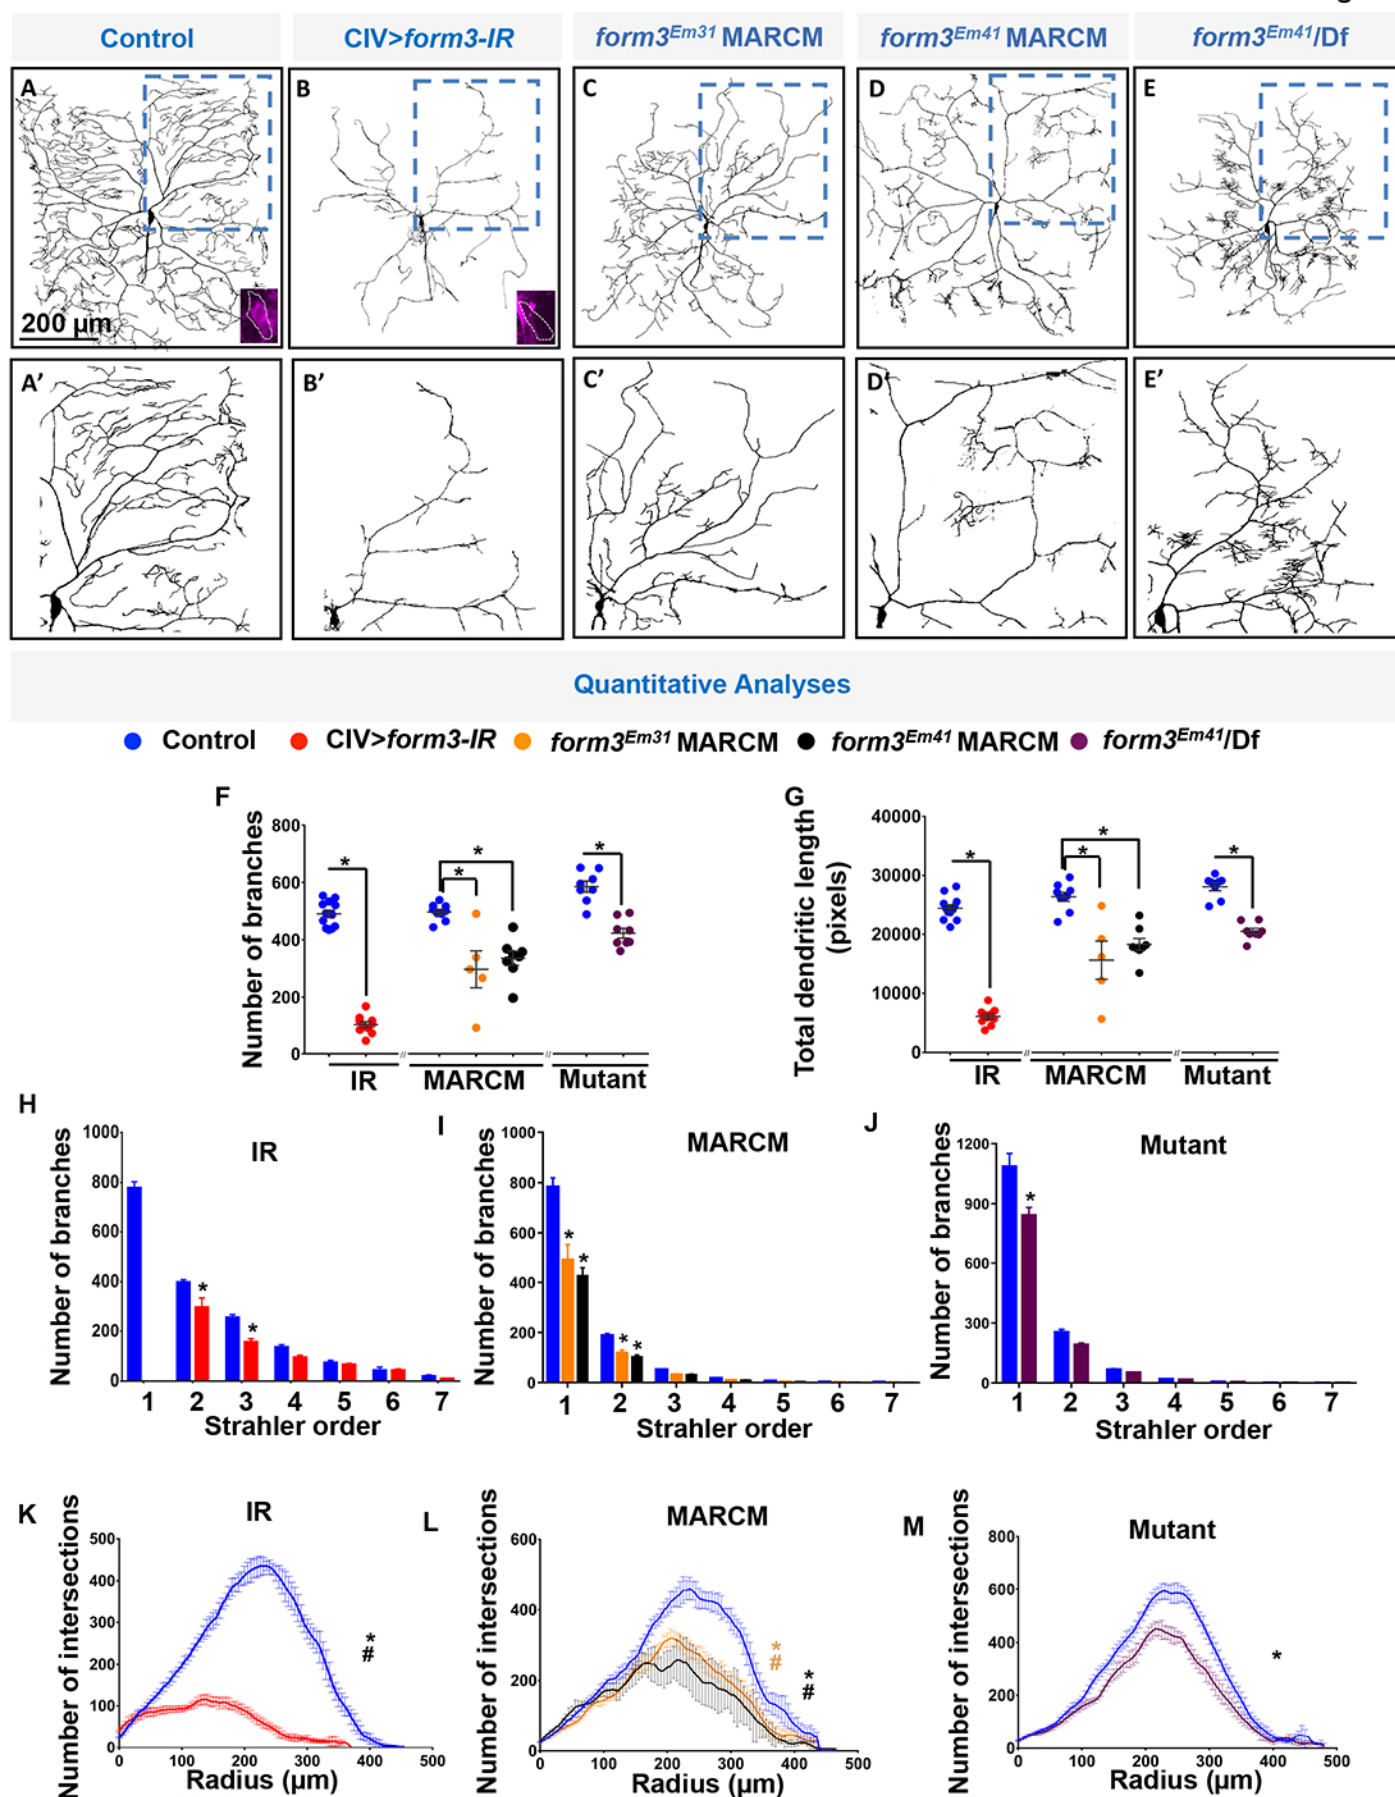 g
Control CIV>form3-IR form3Em31 MARCM form3Em41 MARCM form3Em41/Df
A B C D E
200 µm
A' B' C' D' E'
Quantitative Analyses
Control CIV>form3-IR form3Em31 MARCM form3Em41 MARCM form3Em41/Df
F
Number of branches
800
600
400
200
0
* * * *
IR MARCM Mutant
G
Total dendritic length
(pixels)
40000
30000
20000
10000
0
* * * *
IR MARCM Mutant
H
IR
Number of branches
1000
800
600
400
200
0
* *
1 2 3 4 5 6 7
Strahler order
I
MARCM
Number of branches
1000
800
600
400
200
0
* * * *
1 2 3 4 5 6 7
Strahler order
J
Mutant
Number of branches
1200
900
600
300
0
*
1 2 3 4 5 6 7
Strahler order
K
IR
Number of intersections
500
400
300
200
100
0
*
#
0 100 200 300 400 500
Radius (µm)
L
MARCM
Number of intersections
600
400
200
0
*
#
*
#
0 100 200 300 400 500
Radius (µm)
M
Mutant
Number of intersections
800
600
400
200
0
*
0 100 200 300 400 500
Radius (µm)